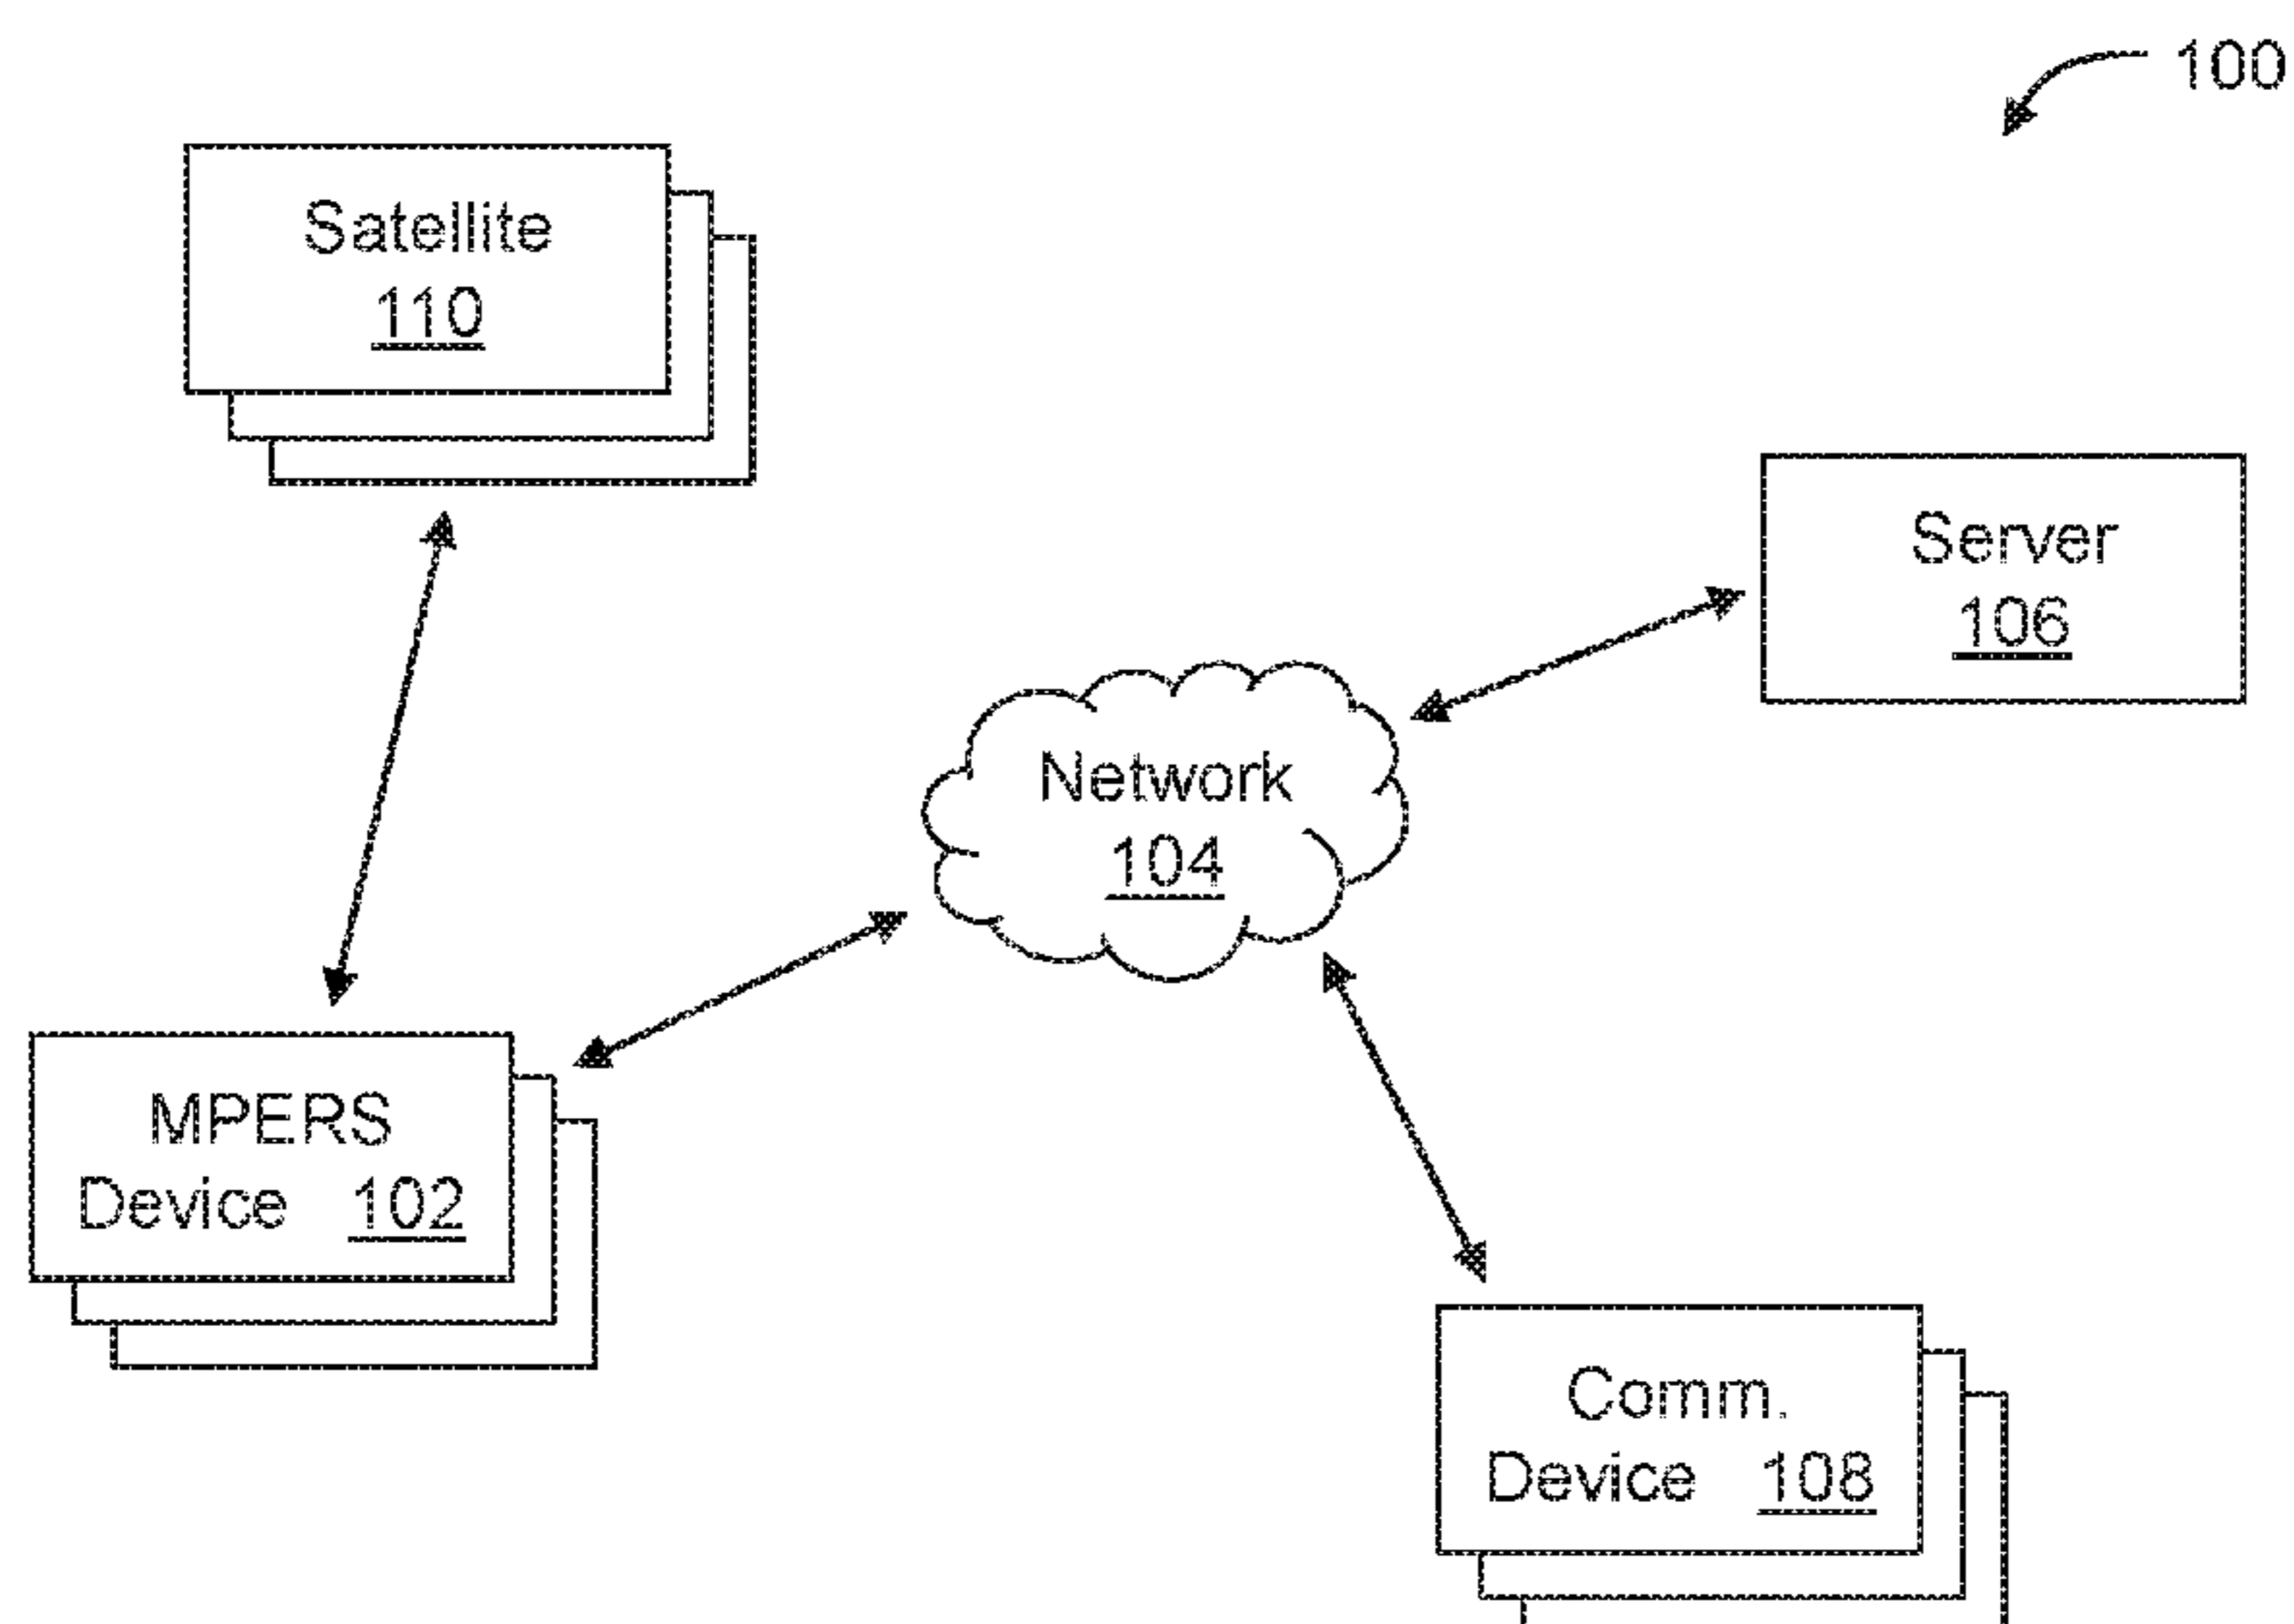 100
Satellite
110
Server
106
Network
104
MPERS
Device 102
Comm.
Device 108